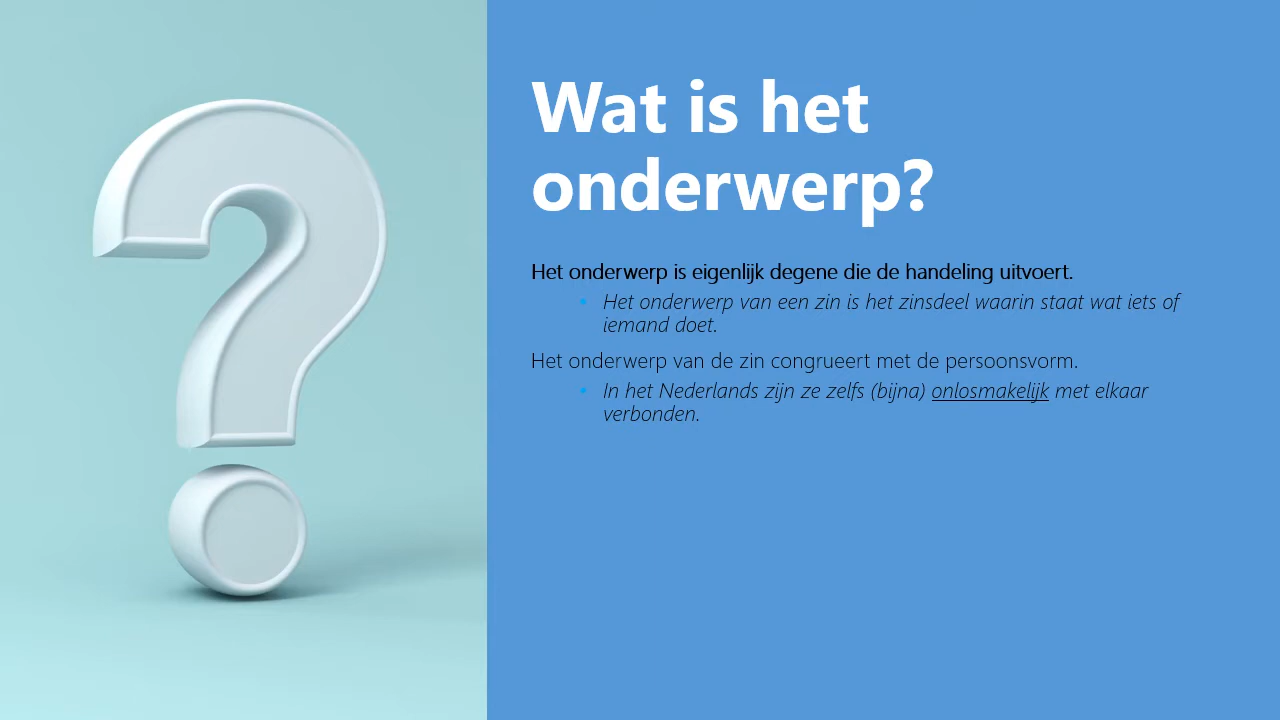 Wat is het
onderwerp?
Het onderwerp is eigenlijk degene die de handeling uitvoert.
• Het onderwerp van een zin is het zinsdeel waarin staat wat iets of
iemand doet.
Het onderwerp van de zin congrueert met de persoonsvorm.
• In het Nederlands zijn ze zelfs (bijna) onlosmakelijk met elkaar
verbonden.